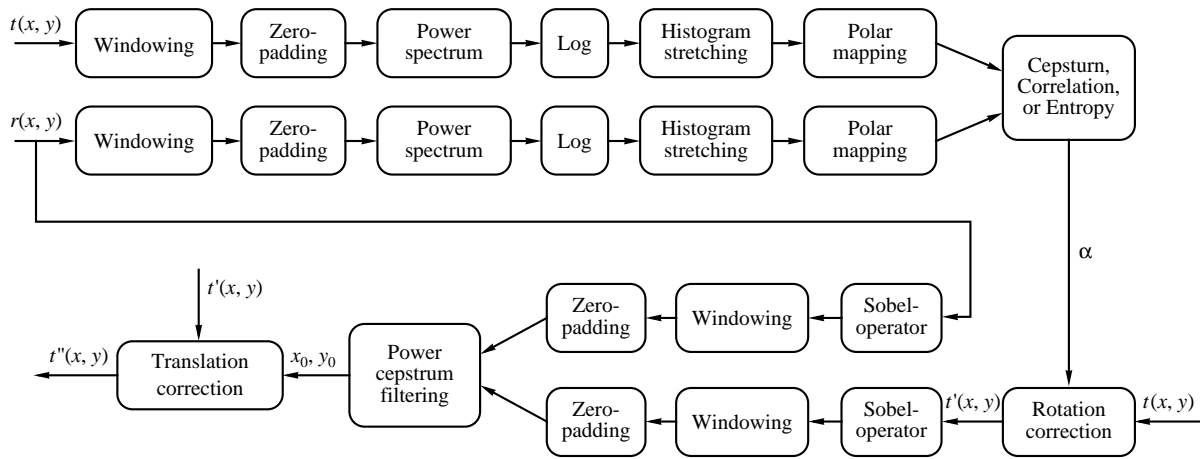 t(x, y)
Windowing
Zero-
padding
Power
spectrum
Log
Histogram
stretching
Polar
mapping
Cepsturn,
Correlation,
or Entropy
r(x, y)
Windowing
Zero-
padding
Power
spectrum
Log
Histogram
stretching
Polar
mapping
α
t'(x, y)
Zero-
padding
Windowing
Sobel-
operator
t"(x, y)
Translation
correction
x₀, y₀
Power
cepstrum
filtering
Zero-
padding
Windowing
Sobel-
operator
t'(x, y)
Rotation
correction
t(x, y)